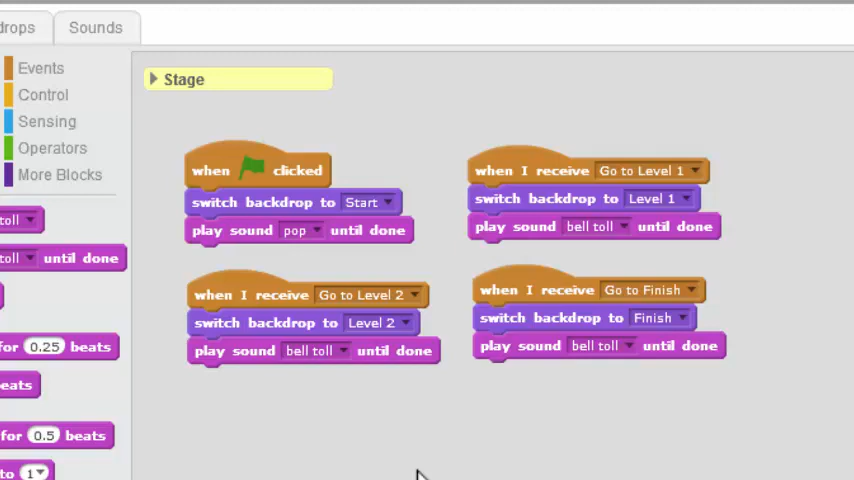 drops
Sounds
Events
Control
Sensing
Operators
More Blocks
toll
toll until done
for 0.25 beats
eats
for 0.5 beats
to 1
Stage
when clicked
switch backdrop to Start
play sound pop until done
when I receive Go to Level 1
switch backdrop to Level 1
play sound bell toll until done
when I receive Go to Level 2
switch backdrop to Level 2
play sound bell toll until done
when I receive Go to Finish
switch backdrop to Finish
play sound bell toll until done